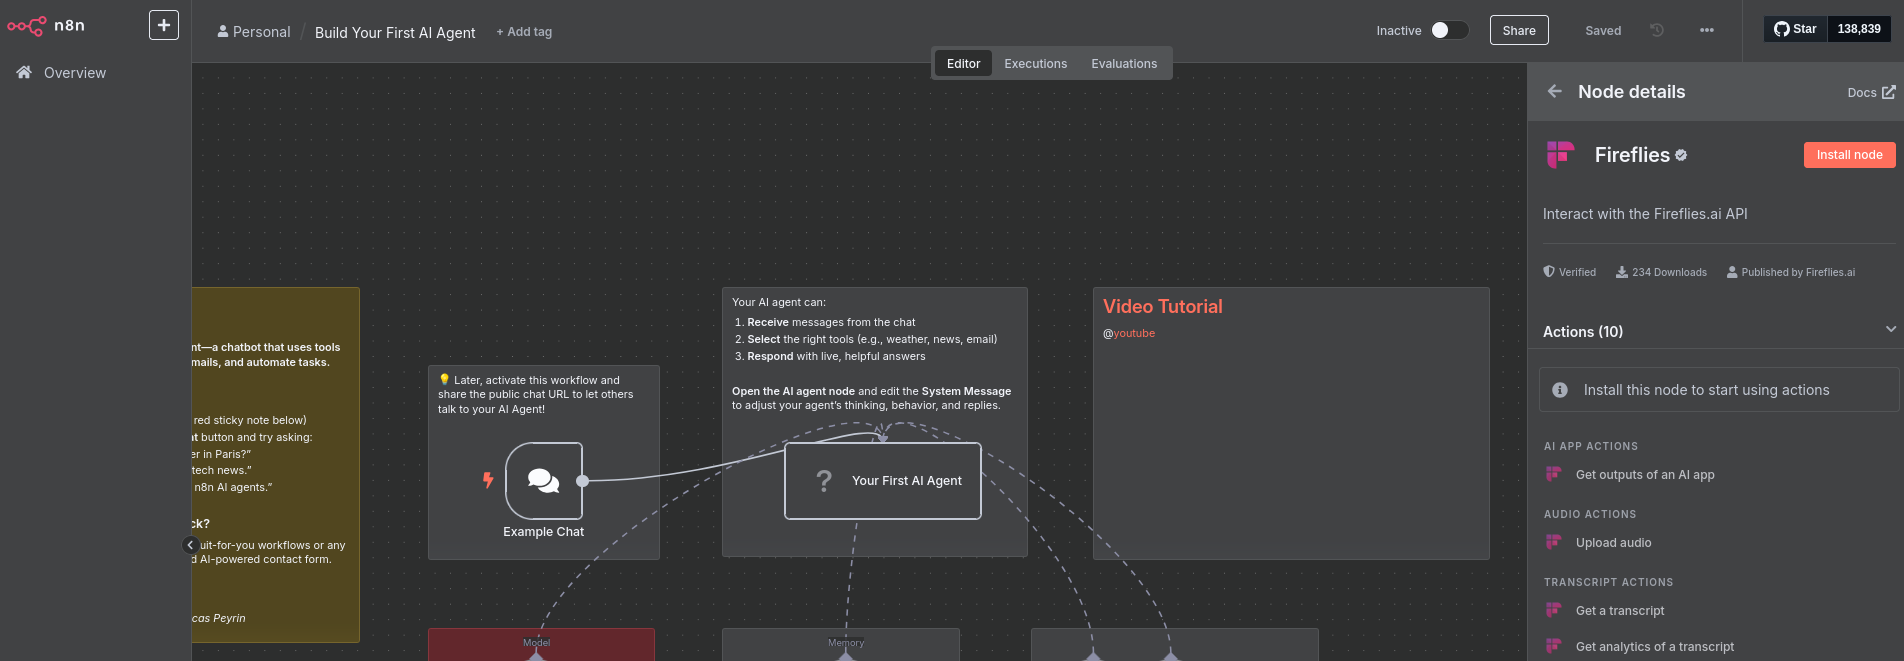 n8n
+
Personal / Build Your First AI Agent + Add tag
Inactive
Share
Saved
Star 138,839
Overview
Editor Executions Evaluations
Node details
Docs
Fireflies
Install node
Interact with the Fireflies.ai API
Verified 234 Downloads Published by Fireflies.ai
Actions (10)
Install this node to start using actions
AI APP ACTIONS
Get outputs of an AI app
AUDIO ACTIONS
Upload audio
TRANSCRIPT ACTIONS
Get a transcript
Get analytics of a transcript
nt—a chatbot that uses tools
mails, and automate tasks.
red sticky note below)
at button and try asking:
er in Paris?”
tech news.”
n8n AI agents.”
ck?
uit-for-you workflows or any
d AI-powered contact form.
cas Peyrin
💡 Later, activate this workflow and
share the public chat URL to let others
talk to your AI Agent!
Example Chat
Your AI agent can:
1. Receive messages from the chat
2. Select the right tools (e.g., weather, news, email)
3. Respond with live, helpful answers
Open the AI agent node and edit the System Message
to adjust your agent’s thinking, behavior, and replies.
? Your First AI Agent
Video Tutorial
@youtube
Model
Memory